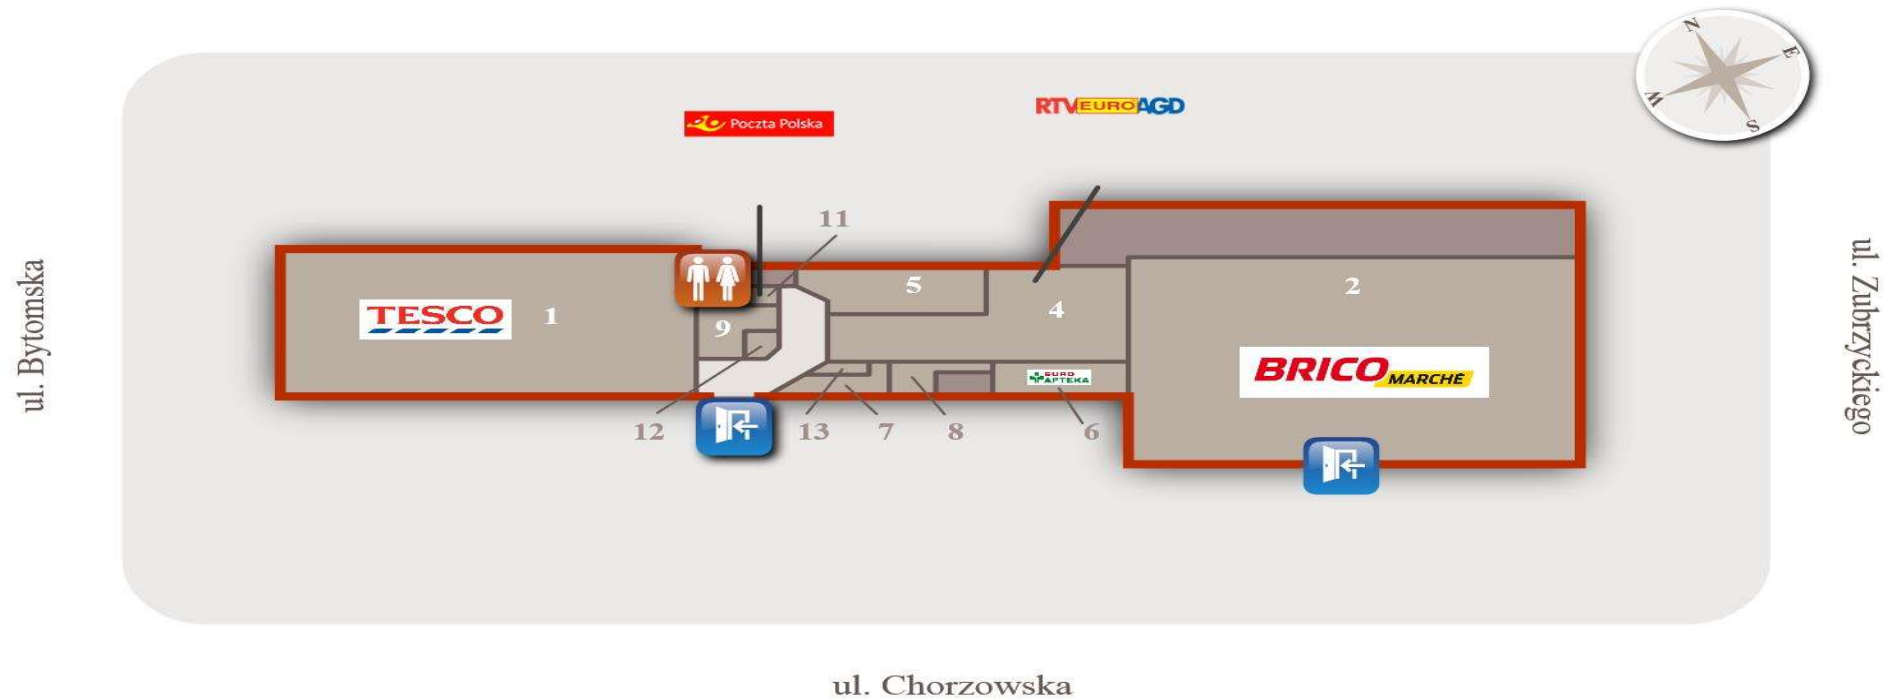 N
E
W
S
RTV EURO AGD
Poczta Polska
11
5
2
4
TESCO
1
9
BRICO
MARCHÉ
EURO
APTEKA
12
13
7
8
6
ul. Bytomska
ul. Zubrzyckiego
ul. Chorzowska